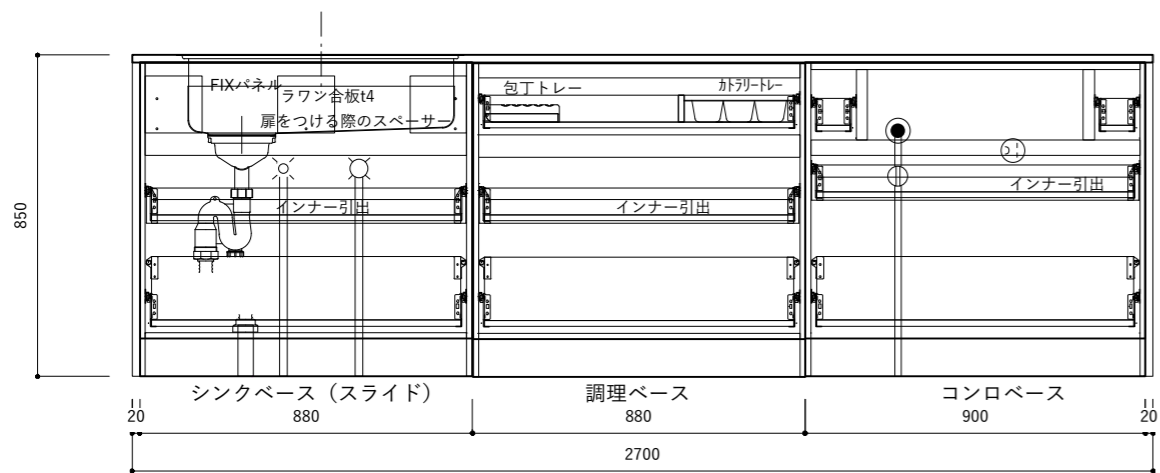 FIXパネル
ラワン合板t4
扉をつける際のスペーサー
包丁トレー
カトラリートレー
インナー引出
インナー引出
インナー引出
850
シンクベース（スライド）
調理ベース
コンロベース
20
880
880
900
20
2700